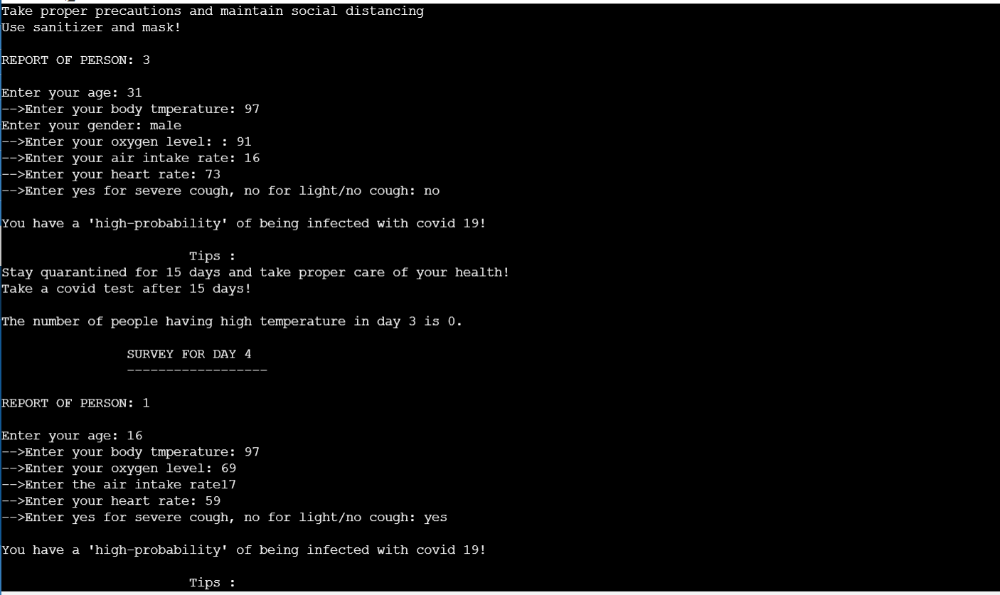 Take proper precautions and maintain social distancing
Use sanitizer and mask!
REPORT OF PERSON: 3
Enter your age: 31
-->Enter your body tmperature: 97
Enter your gender: male
-->Enter your oxygen level: : 91
-->Enter your air intake rate: 16
-->Enter your heart rate: 73
-->Enter yes for severe cough, no for light/no cough: no
You have a 'high-probability' of being infected with covid 19!
Tips :
Stay quarantined for 15 days and take proper care of your health!
Take a covid test after 15 days!
The number of people having high temperature in day 3 is 0.
SURVEY FOR DAY 4
------------------
REPORT OF PERSON: 1
Enter your age: 16
-->Enter your body tmperature: 97
-->Enter your oxygen level: 69
-->Enter the air intake rate17
-->Enter your heart rate: 59
-->Enter yes for severe cough, no for light/no cough: yes
You have a 'high-probability' of being infected with covid 19!
Tips :